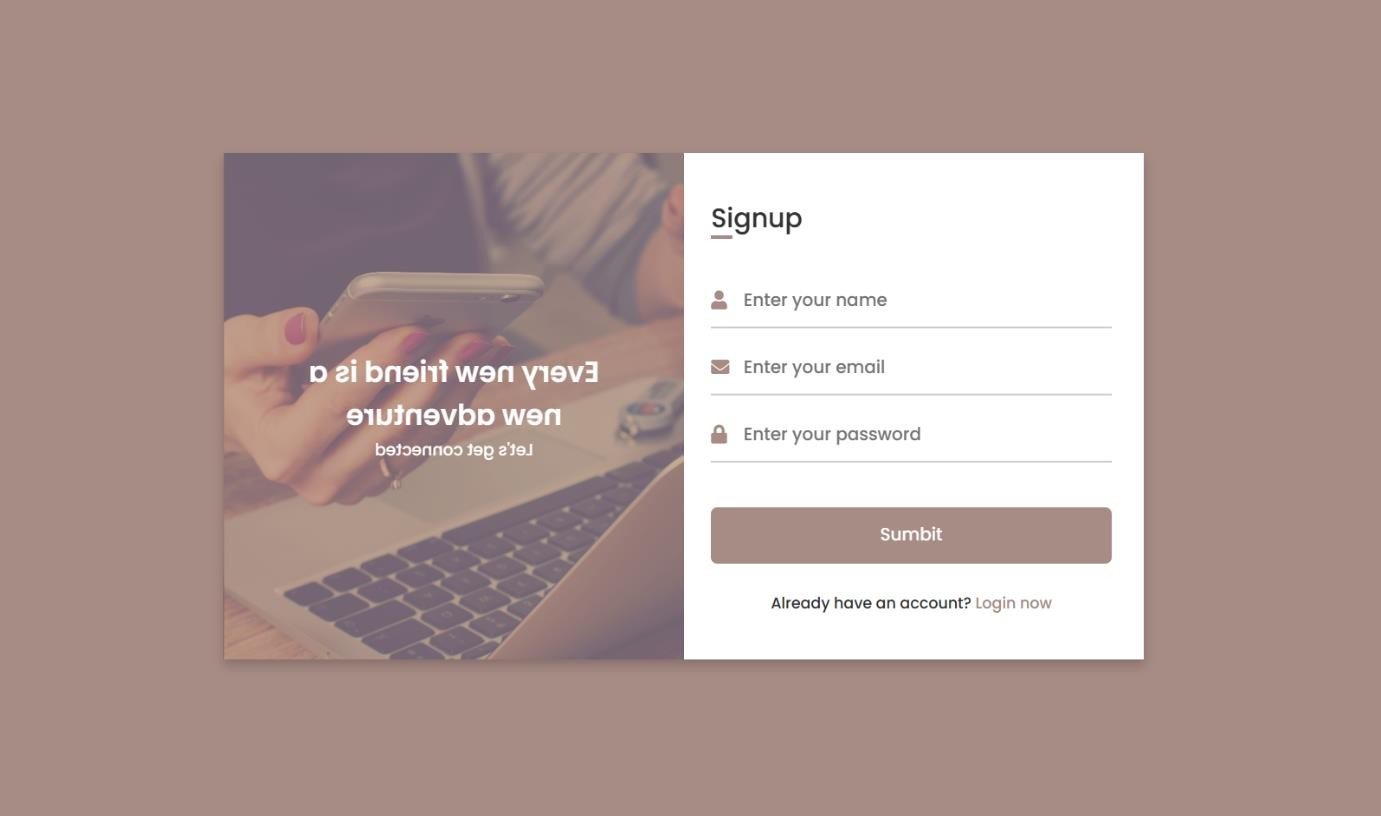 Every new friend is a
new adventure
Let's get connected
Signup
Enter your name
Enter your email
Enter your password
Sumbit
Already have an account? Login now